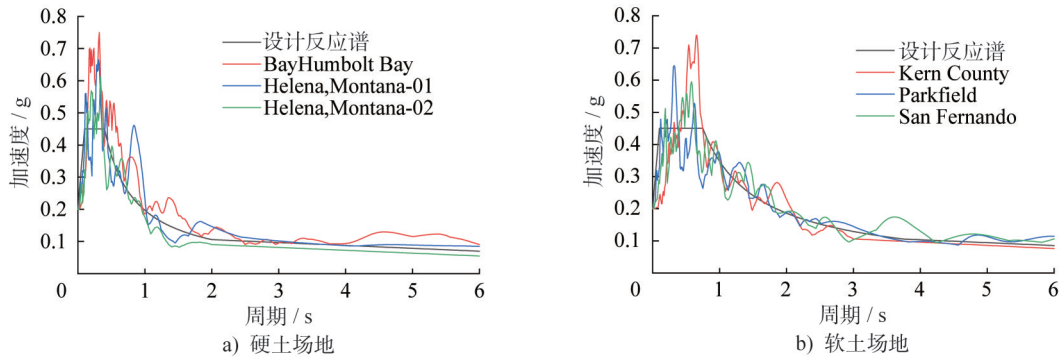 0.8
0.7
0.6
0.5
0.4
0.3
0.2
0.1
加速度 / g
设计反应谱
BayHumbolt Bay
Helena,Montana-01
Helena,Montana-02
0 1 2 3 4 5 6
周期 / s
a) 硬土场地
0.8
0.7
0.6
0.5
0.4
0.3
0.2
0.1
加速度 / g
设计反应谱
Kern County
Parkfield
San Fernando
0 1 2 3 4 5 6
周期 / s
b) 软土场地